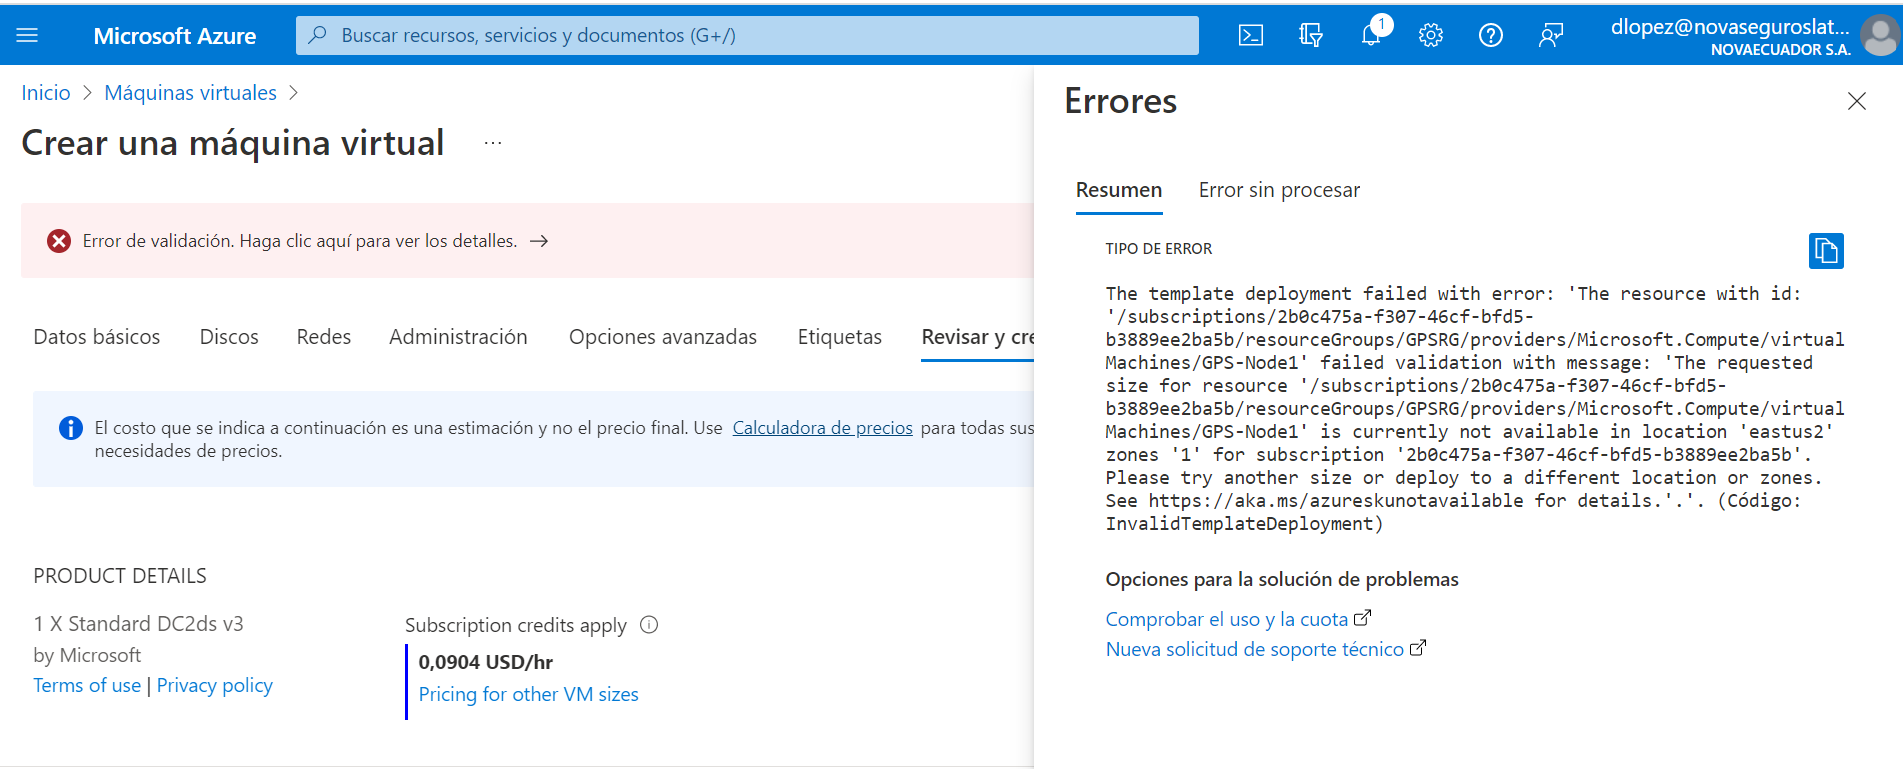 Microsoft Azure
Buscar recursos, servicios y documentos (G+/)
1
dlopez@novaseguroslat...
NOVAECUADOR S.A.
Inicio > Máquinas virtuales >
Crear una máquina virtual ...
Error de validación. Haga clic aquí para ver los detalles. →
Datos básicos Discos Redes Administración Opciones avanzadas Etiquetas Revisar y cre
El costo que se indica a continuación es una estimación y no el precio final. Use Calculadora de precios para todas sus
necesidades de precios.
PRODUCT DETAILS
1 X Standard DC2ds v3
by Microsoft
Terms of use | Privacy policy
Subscription credits apply
0,0904 USD/hr
Pricing for other VM sizes
Errores
Resumen Error sin procesar
TIPO DE ERROR
The template deployment failed with error: 'The resource with id:
'/subscriptions/2b0c475a-f307-46cf-bfd5-
b3889ee2ba5b/resourceGroups/GPSRG/providers/Microsoft.Compute/virtual
Machines/GPS-Node1' failed validation with message: 'The requested
size for resource '/subscriptions/2b0c475a-f307-46cf-bfd5-
b3889ee2ba5b/resourceGroups/GPSRG/providers/Microsoft.Compute/virtual
Machines/GPS-Node1' is currently not available in location 'eastus2'
zones '1' for subscription '2b0c475a-f307-46cf-bfd5-b3889ee2ba5b'.
Please try another size or deploy to a different location or zones.
See https://aka.ms/azureskunotavailable for details.'.'. (Código:
InvalidTemplateDeployment)
Opciones para la solución de problemas
Comprobar el uso y la cuota
Nueva solicitud de soporte técnico